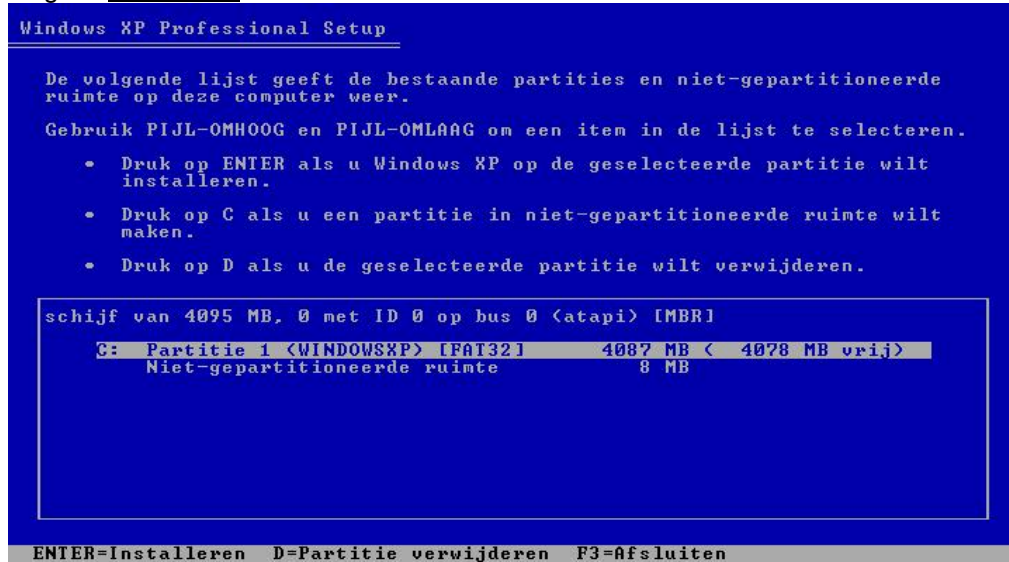 Windows XP Professional Setup
De volgende lijst geeft de bestaande partities en niet-gepartitioneerde
ruimte op deze computer weer.
Gebruik PIJL-OMHOOG en PIJL-OMLAAG om een item in de lijst te selecteren.
• Druk op ENTER als u Windows XP op de geselecteerde partitie wilt
installeren.
• Druk op C als u een partitie in niet-gepartitioneerde ruimte wilt
maken.
• Druk op D als u de geselecteerde partitie wilt verwijderen.
schijf van 4095 MB, 0 met ID 0 op bus 0 (atapi) [MBR]
C: Partitie 1 (WINDOWSXP) [FAT32] 4087 MB ( 4078 MB vrij)
Niet-gepartitioneerde ruimte 8 MB
ENTER=Installeren D=Partitie verwijderen F3=Afsluiten